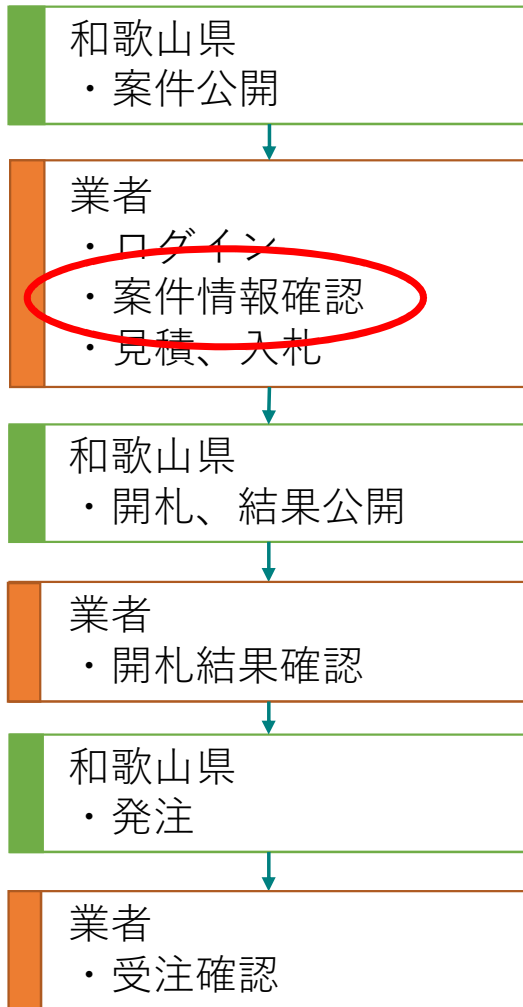 和歌山県
・案件公開
業者
・ログイン
・案件情報確認
・見積、入札
和歌山県
・開札、結果公開
業者
・開札結果確認
和歌山県
・発注
業者
・受注確認